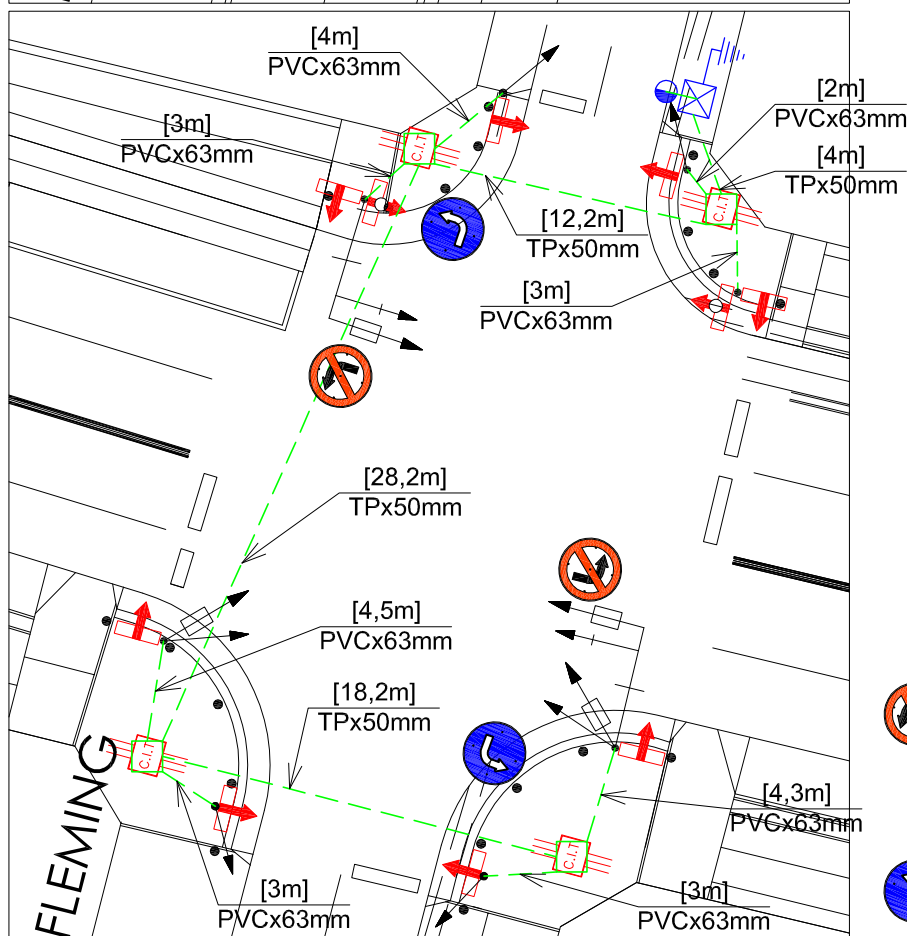 [4m]
PVCx63mm
[2m]
PVCx63mm
[3m]
PVCx63mm
C.I.T
[4m]
TPx50mm
C.I.T
[12,2m]
TPx50mm
[3m]
PVCx63mm
[28,2m]
TPx50mm
[4,5m]
PVCx63mm
[18,2m]
TPx50mm
C.I.T
FLEMING
[4,3m]
PVCx63mm
C.I.T
[3m]
PVCx63mm
[3m]
PVCx63mm